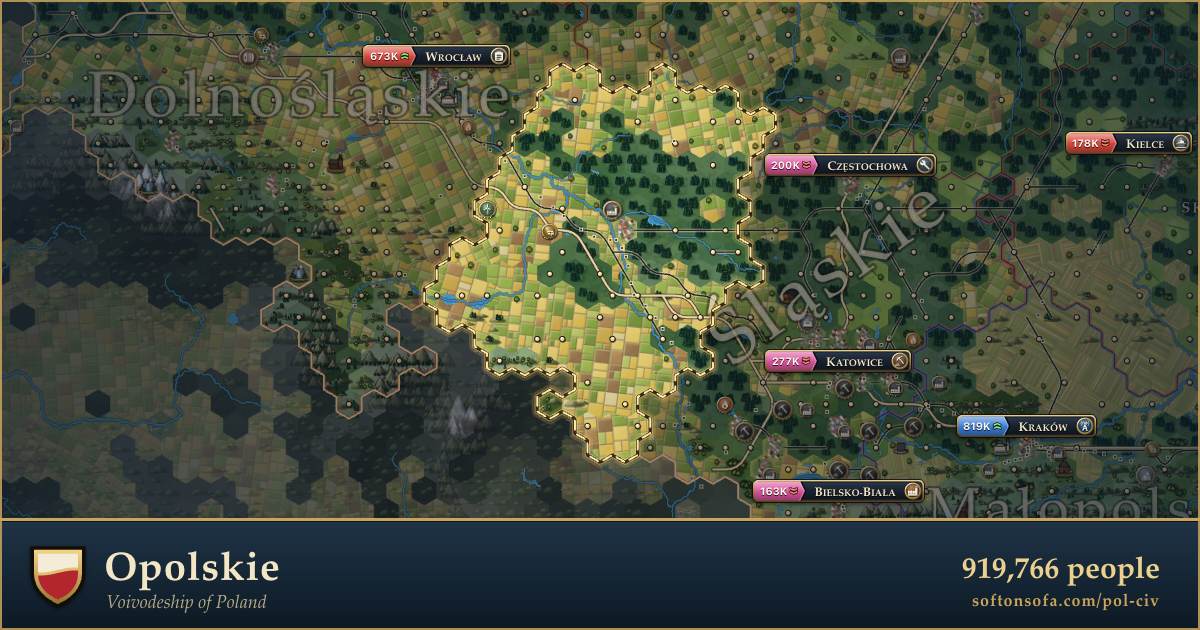 673K Wrocław
Dolnośląskie
178K Kielce
200K Częstochowa
Śląskie
277K Katowice
819K Kraków
163K Bielsko-Biała
Małopols
Opolskie
919,766 people
Voivodeship of Poland
softonsofa.com/pol-civ